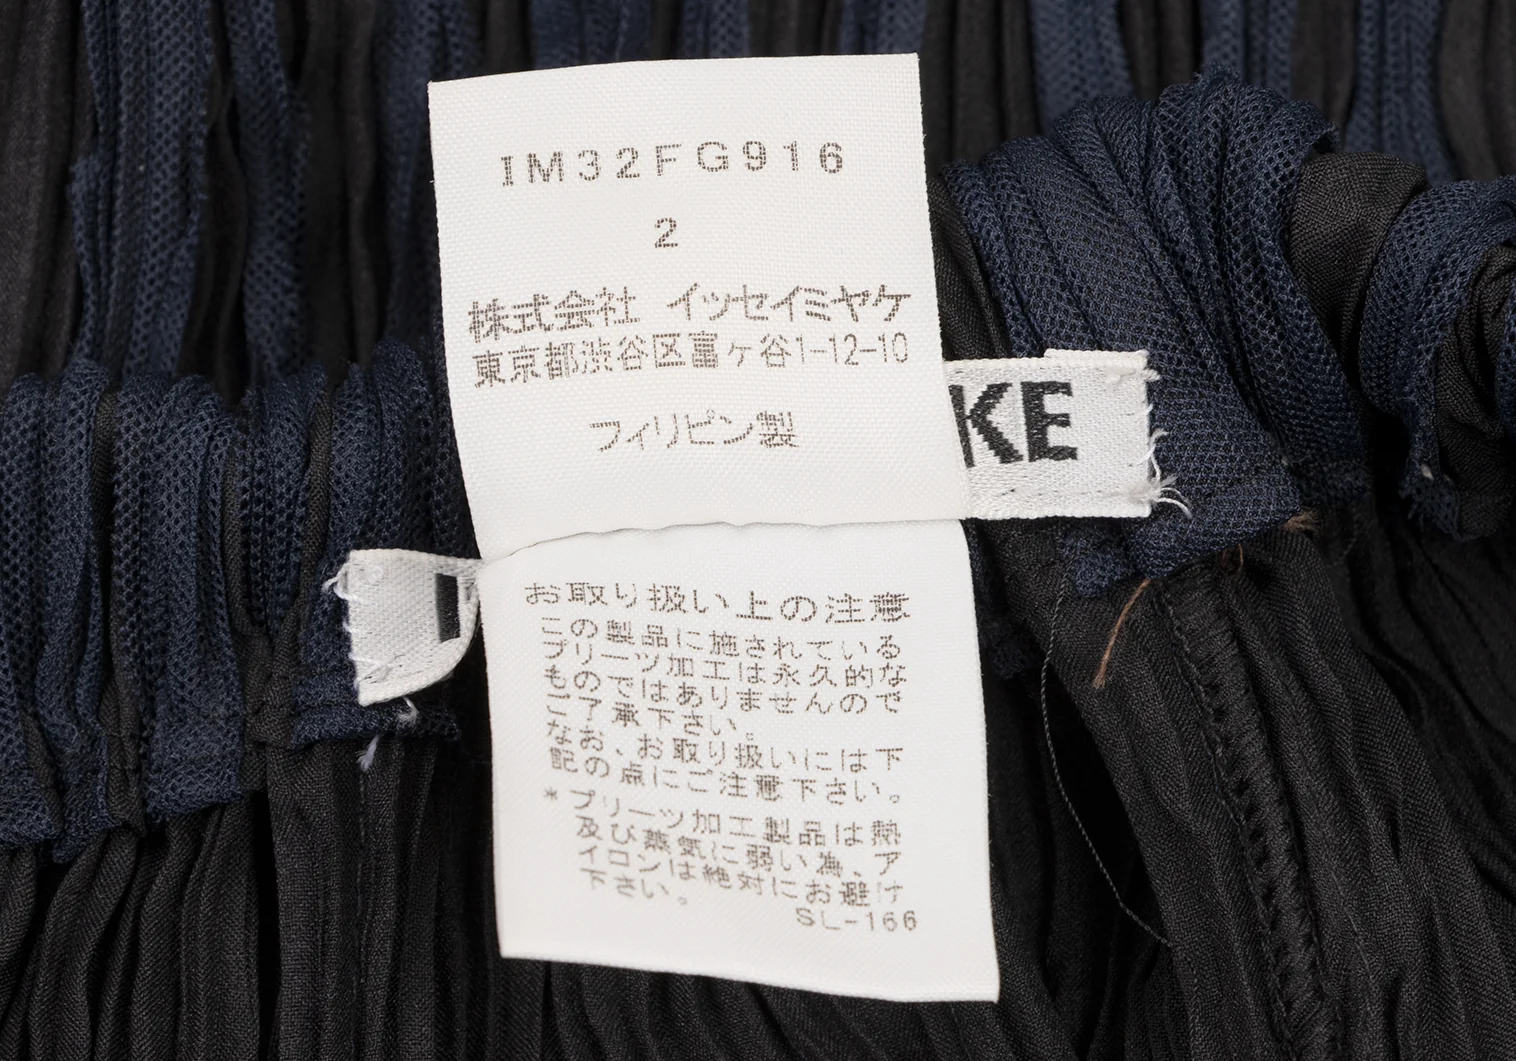 IM32FG916
2
株式会社 イッセイミヤケ
東京都渋谷区富ヶ谷1-12-10
フィリピン製
KE
お取り扱い上の注意
この製品に施されている
プリーツ加工は永久的な
ものではありませんので
ご了承下さい。
なお、お取り扱いには下
記の点にご注意下さい。
*プリーツ加工製品は熱
及び蒸気に弱い為、ア
イロンは絶対にお避け
下さい。
SL-166